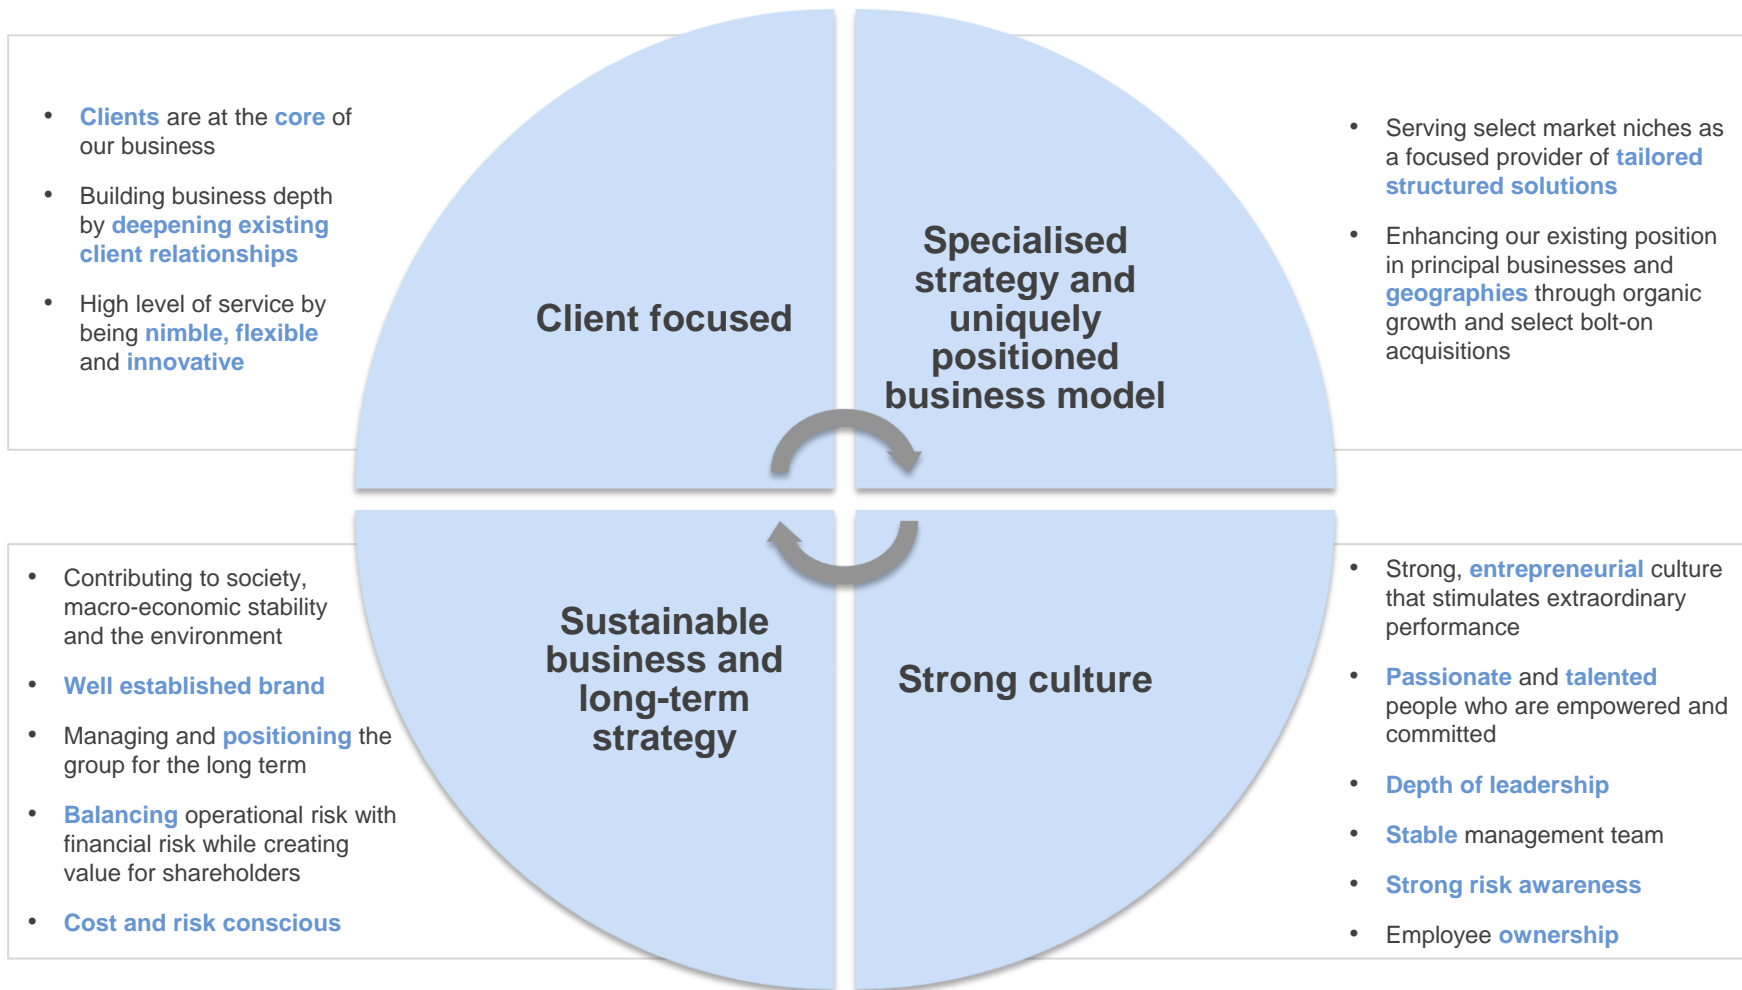 • Clients are at the core of
our business
• Building business depth
by deepening existing
client relationships
• High level of service by
being nimble, flexible
and innovative
Client focused
Specialised
strategy and
uniquely
positioned
business model
• Serving select market niches as
a focused provider of tailored
structured solutions
• Enhancing our existing position
in principal businesses and
geographies through organic
growth and select bolt-on
acquisitions
• Contributing to society,
macro-economic stability
and the environment
• Well established brand
• Managing and positioning the
group for the long term
• Balancing operational risk with
financial risk while creating
value for shareholders
• Cost and risk conscious
Sustainable
business and
long-term
strategy
Strong culture
• Strong, entrepreneurial culture
that stimulates extraordinary
performance
• Passionate and talented
people who are empowered and
committed
• Depth of leadership
• Stable management team
• Strong risk awareness
• Employee ownership